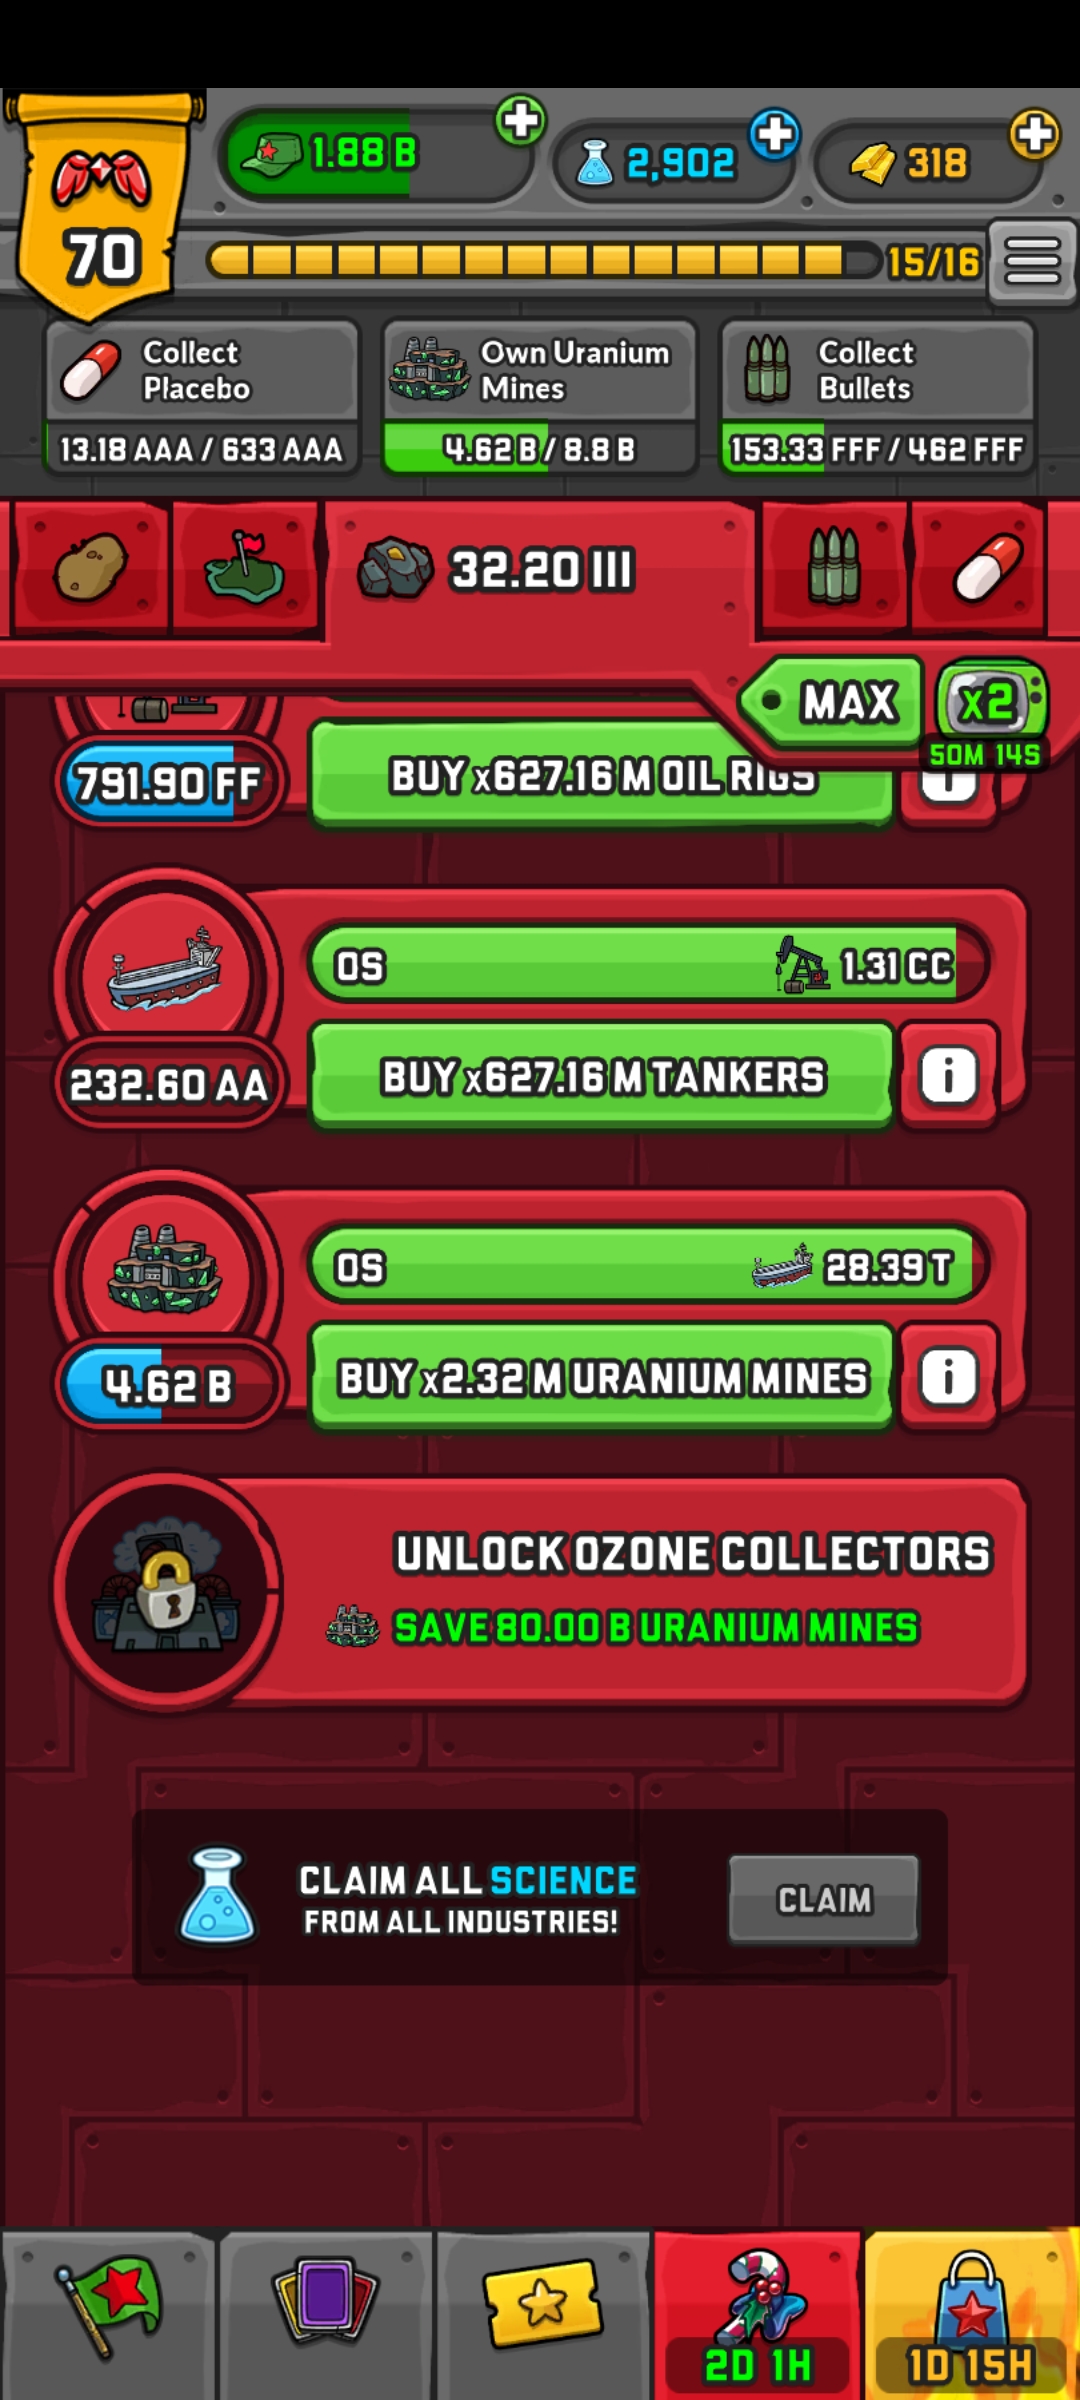 70
1.88 B
2,902
318
15/16
Collect
Placebo
13.18 AAA / 633 AAA
Own Uranium
Mines
4.62 B / 8.8 B
Collect
Bullets
153.33 FFF / 462 FFF
32.20 III
MAX
x2
50M 14S
791.90 FF
BUY x627.16 M OIL RIGS
0S
1.31 CC
232.60 AA
BUY x627.16 M TANKERS
i
0S
28.39 T
4.62 B
BUY x2.32 M URANIUM MINES
i
UNLOCK OZONE COLLECTORS
SAVE 80.00 B URANIUM MINES
CLAIM ALL SCIENCE
FROM ALL INDUSTRIES!
CLAIM
2D 1H
1D 15H